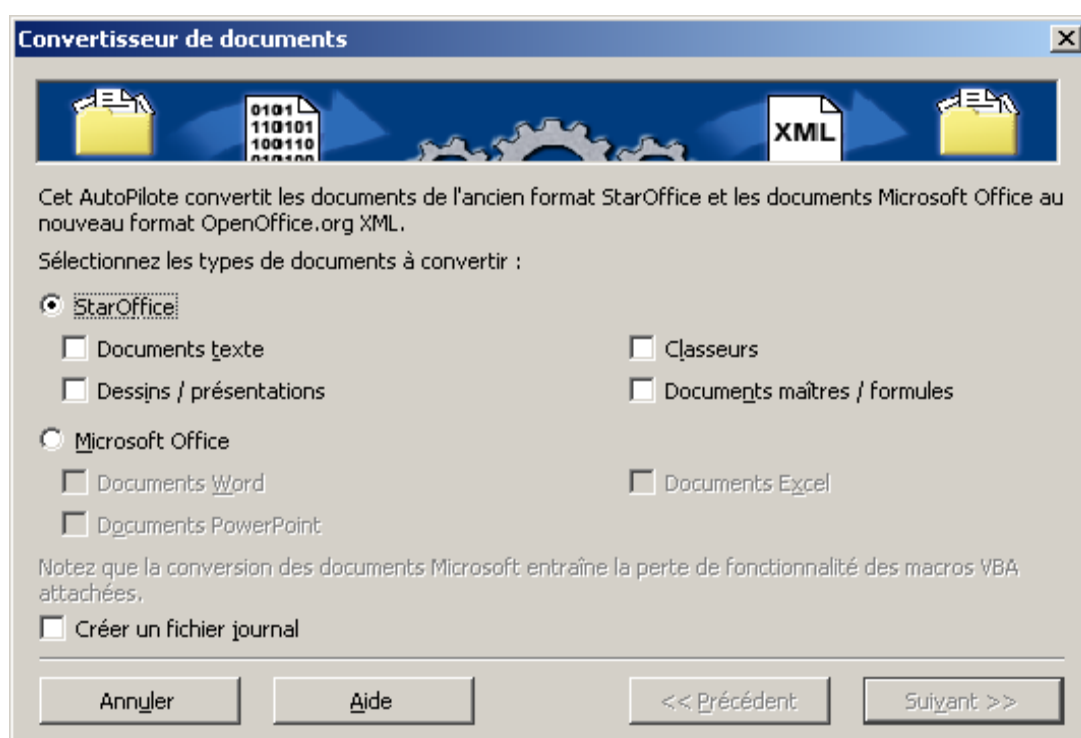 Convertisseur de documents
0101
110101
100110
010100
XML
Cet AutoPilote convertit les documents de l'ancien format StarOffice et les documents Microsoft Office au
nouveau format OpenOffice.org XML.
Sélectionnez les types de documents à convertir :
StarOffice
Documents texte
Classeurs
Dessins / présentations
Documents maîtres / formules
Microsoft Office
Documents Word
Documents Excel
Documents PowerPoint
Notez que la conversion des documents Microsoft entraîne la perte de fonctionnalité des macros VBA
attachées.
Créer un fichier journal
Annuler
Aide
<< Précédent
Suivant >>